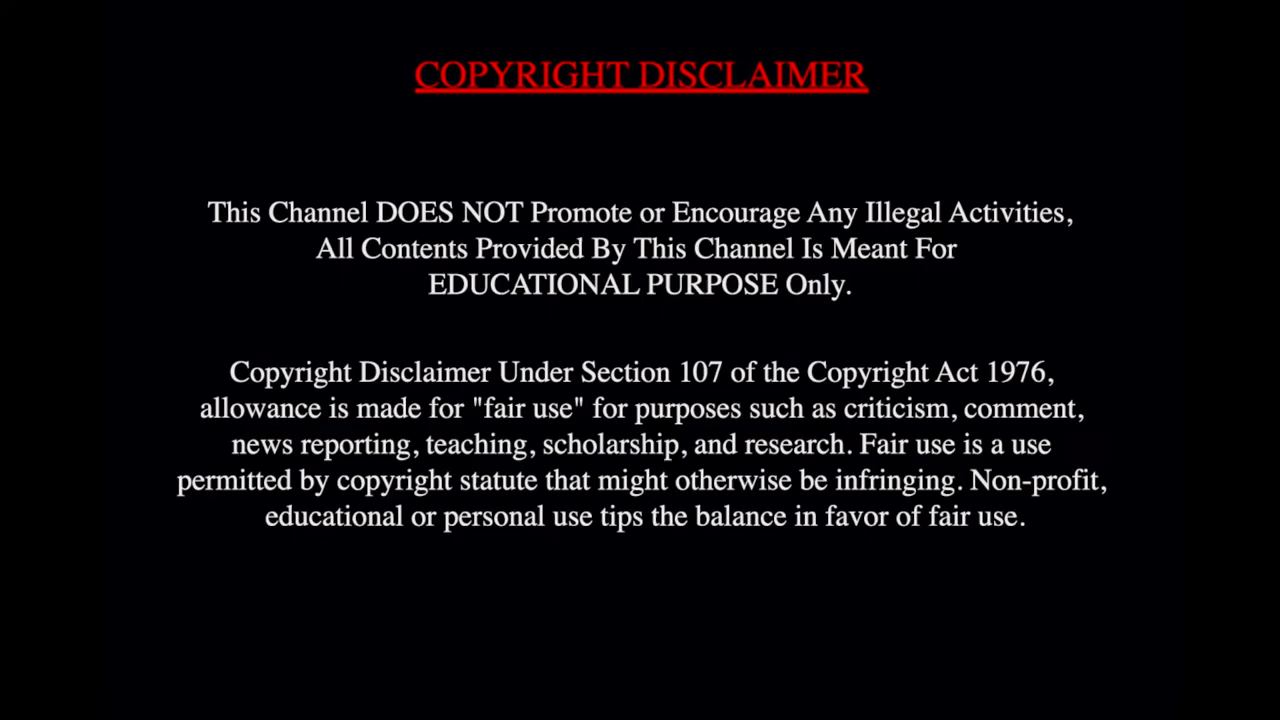 COPYRIGHT DISCLAIMER
This Channel DOES NOT Promote or Encourage Any Illegal Activities,
All Contents Provided By This Channel Is Meant For
EDUCATIONAL PURPOSE Only.
Copyright Disclaimer Under Section 107 of the Copyright Act 1976,
allowance is made for "fair use" for purposes such as criticism, comment,
news reporting, teaching, scholarship, and research. Fair use is a use
permitted by copyright statute that might otherwise be infringing. Non-profit,
educational or personal use tips the balance in favor of fair use.